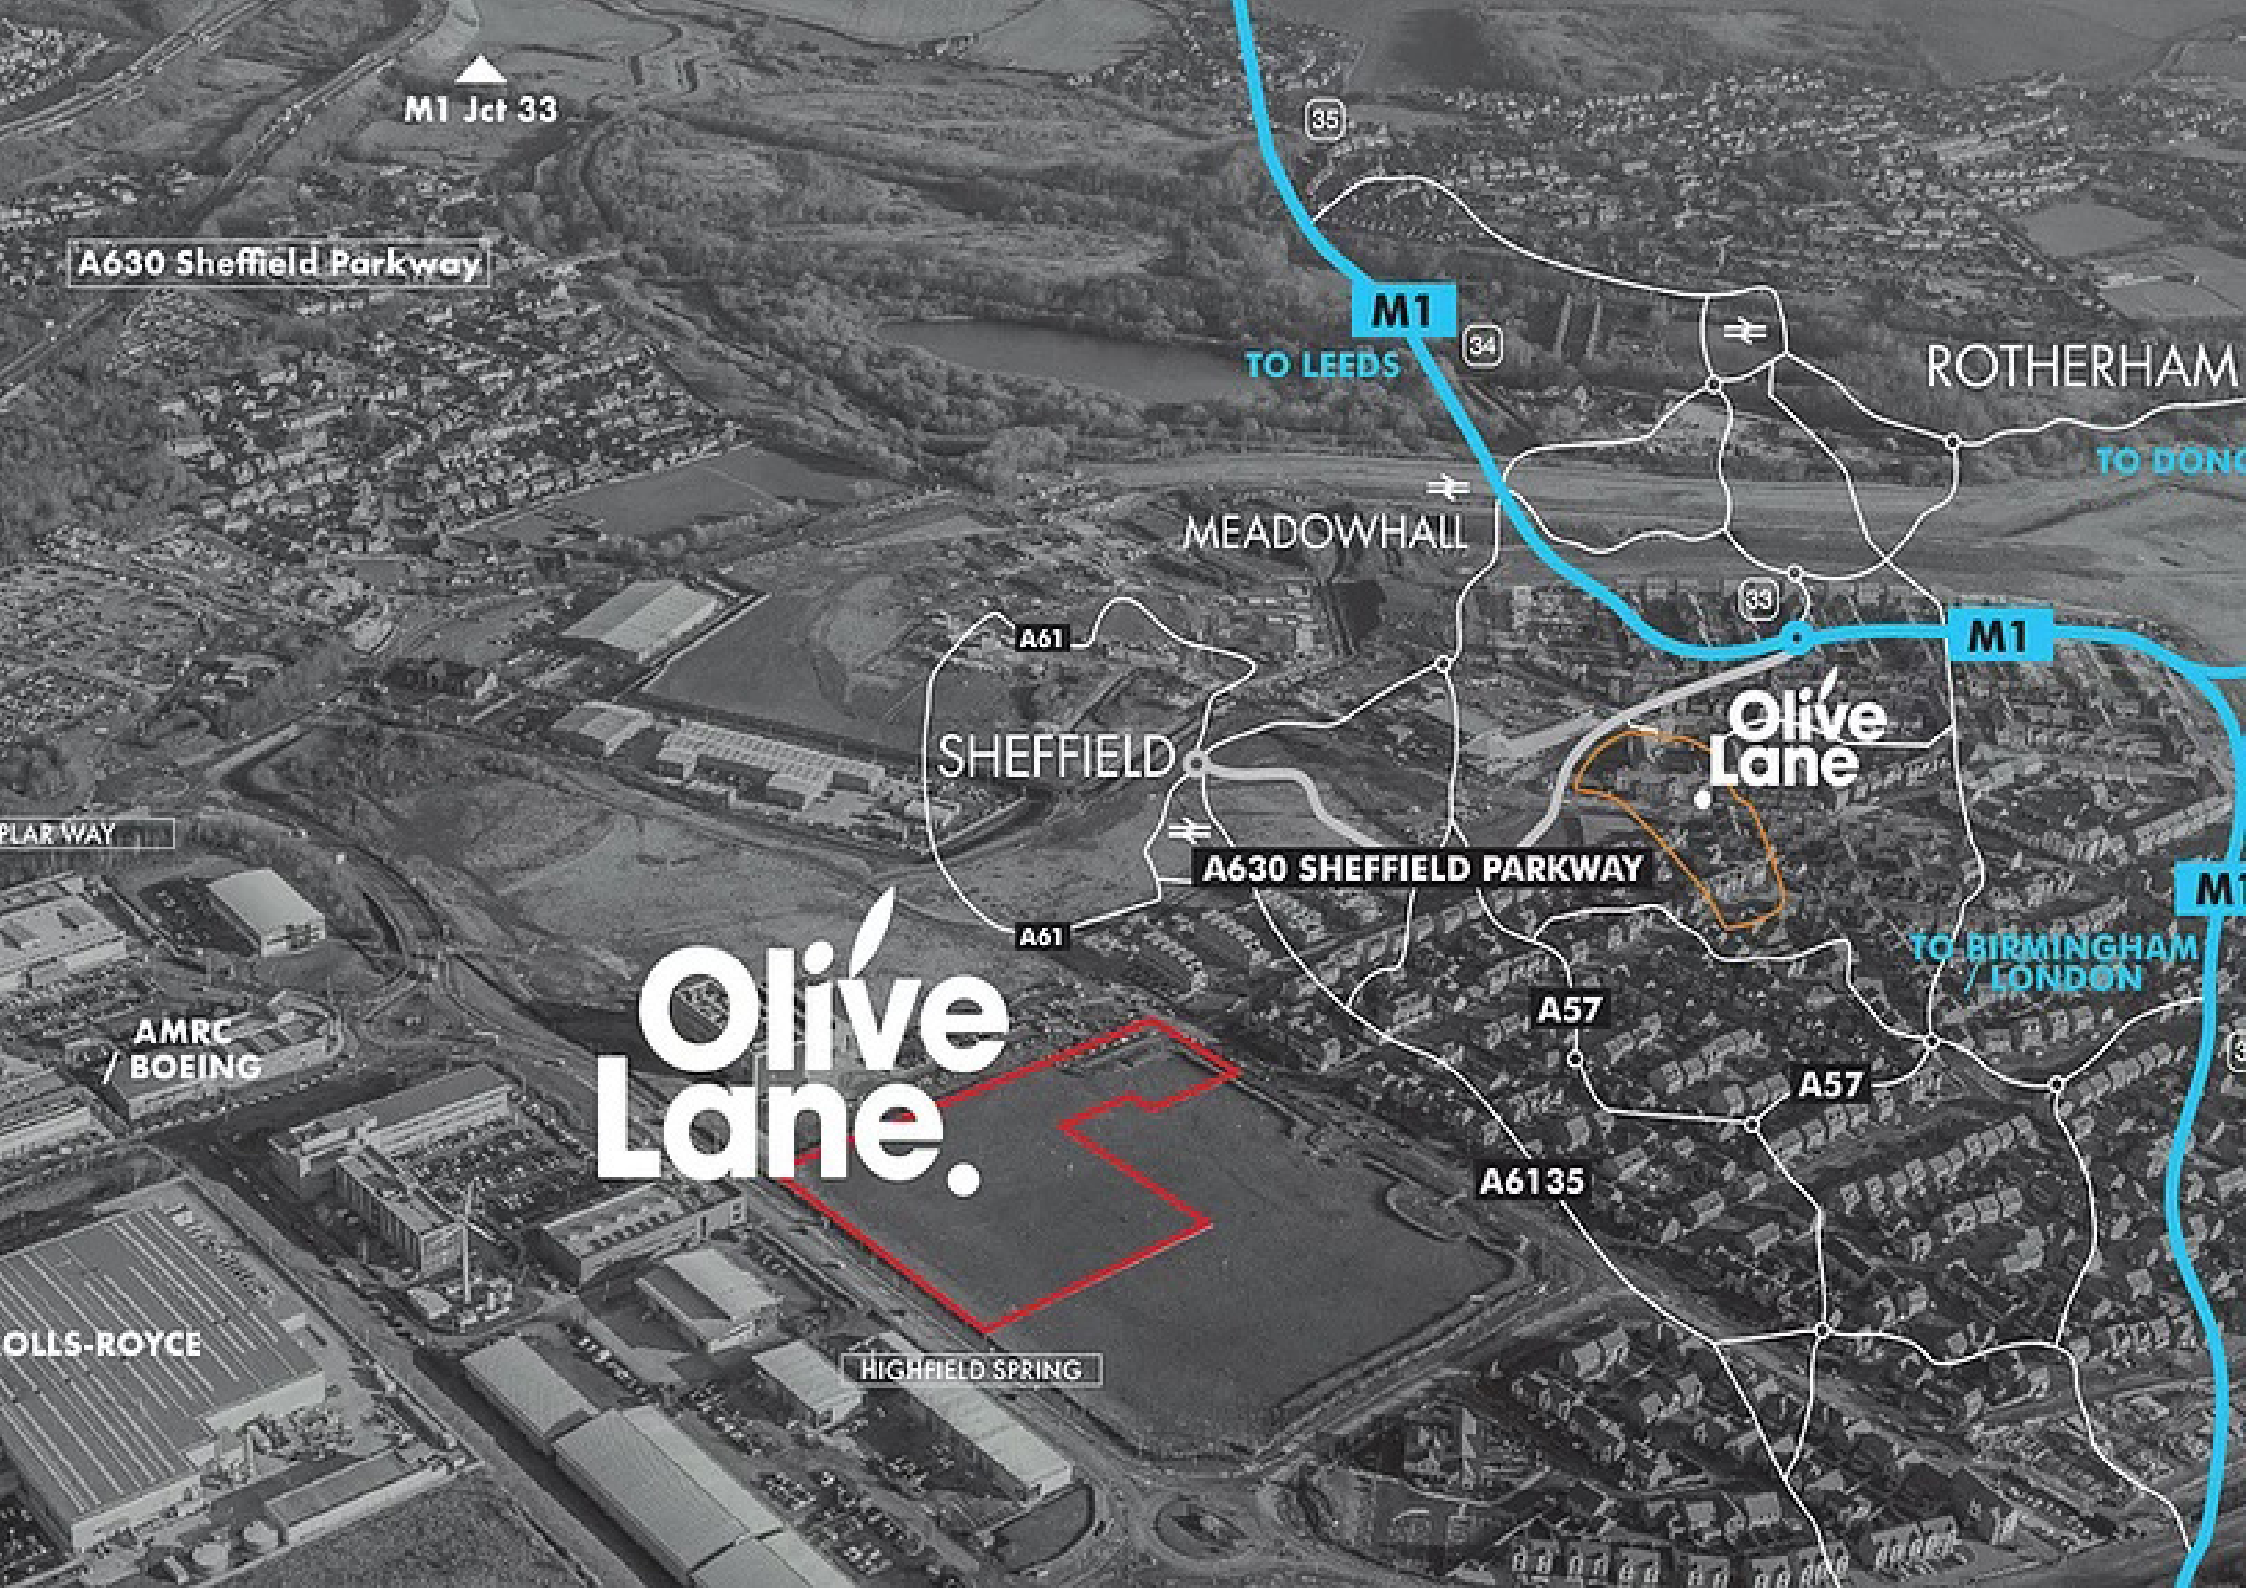 M1 Jct 33
A630 Sheffield Parkway
35
M1
34
TO LEEDS
ROTHERHAM
MEADOWHALL
33
A61
M1
Olive
Lane
SHEFFIELD
A630 SHEFFIELD PARKWAY
M1
A61
TO BIRMINGHAM
/ LONDON
Olive
Lane.
AMRC
/ BOEING
A57
A57
A6135
OLLS-ROYCE
HIGHFIELD SPRING
PLAR WAY
TO DONC
3